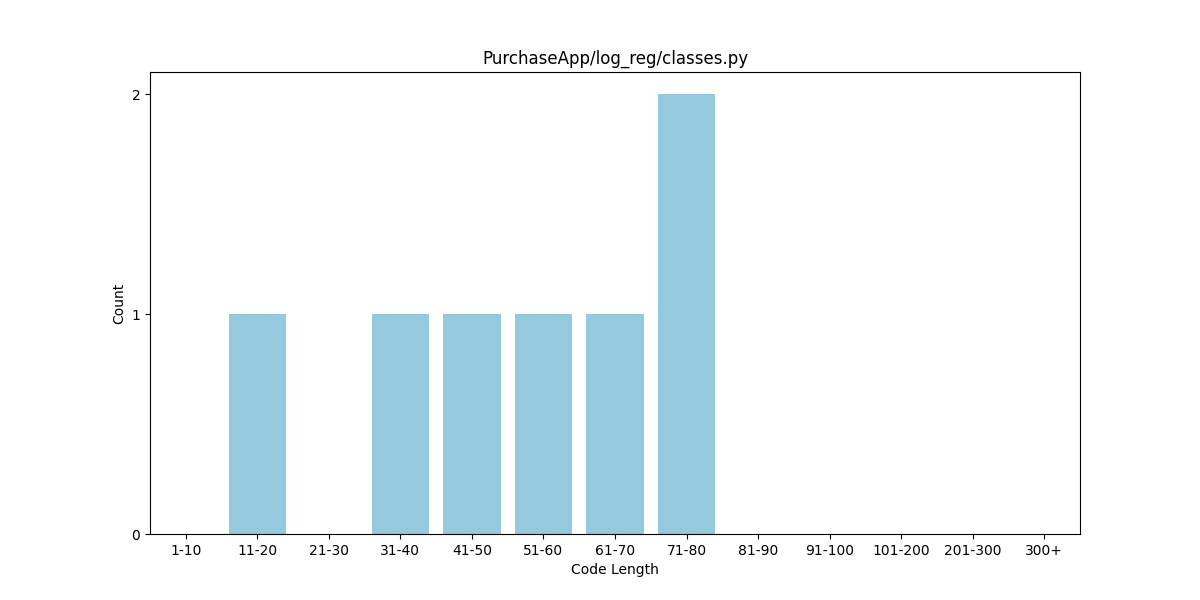 PurchaseApp/log_reg/classes.py
2
1
0
Count
1-10 11-20 21-30 31-40 41-50 51-60 61-70 71-80 81-90 91-100 101-200 201-300 300+
Code Length